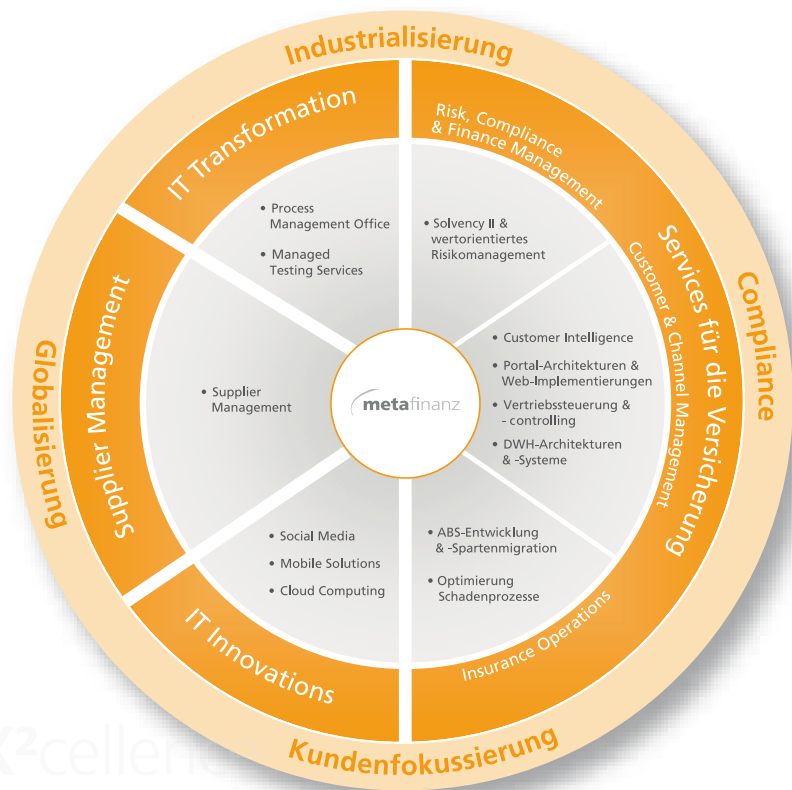 Industrialisierung
IT Transformation
Risk, Compliance
& Finance Management
• Process
Management Office
• Managed
Testing Services
• Solvency II &
wertorientiertes
Risikomanagement
Services für die Versicherung
Customer & Channel Management
Compliance
Globalisierung
Supplier Management
• Supplier
Management
metafinanz
• Customer Intelligence
• Portal-Architekturen &
Web-Implementierungen
• Vertriebssteuerung &
- controlling
• DWH-Architekturen
& -Systeme
• Social Media
• Mobile Solutions
• Cloud Computing
• ABS-Entwicklung
& -Spartenmigration
• Optimierung
Schadenprozesse
IT Innovations
Insurance Operations
Kundenfokussierung